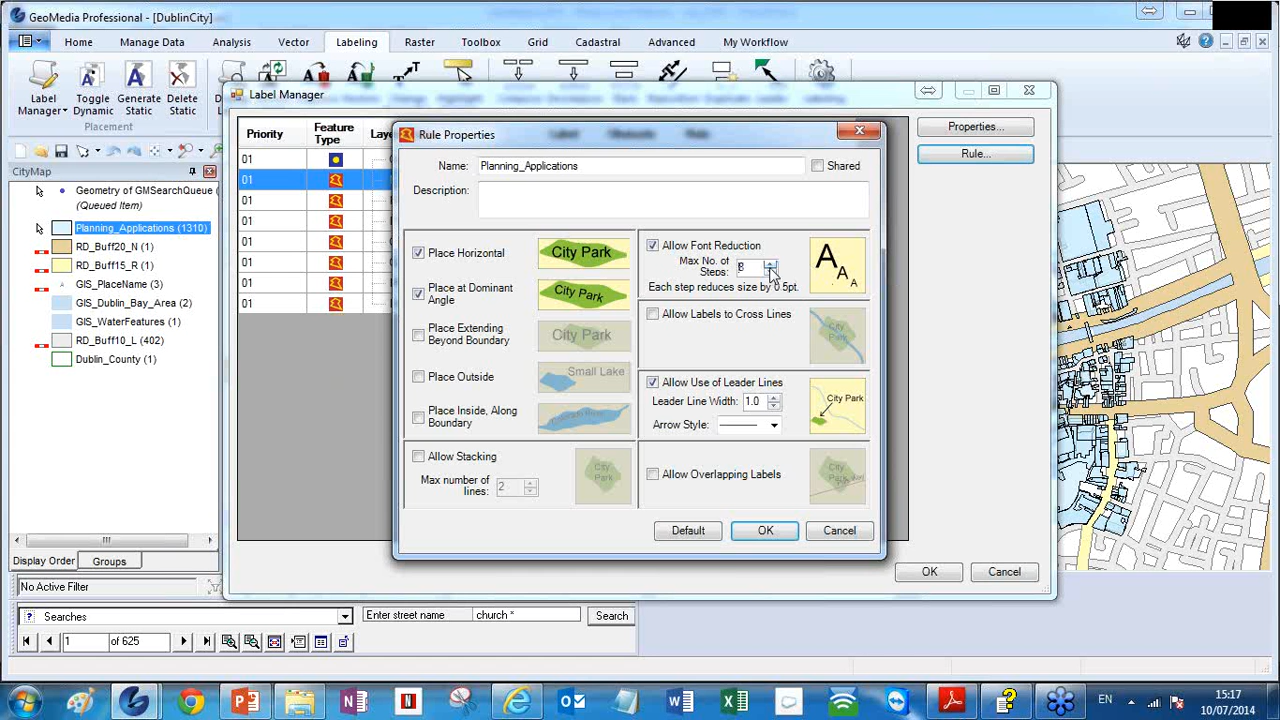 GeoMedia Professional - [DublinCity]
Home Manage Data Analysis Vector Labeling Raster Toolbox Grid Cadastral Advanced My Workflow
Label Manager
Toggle Dynamic
Generate Static
Delete Static
Placement
Label Manager
Properties...
Rule...
Priority
Feature Type
01
01
01
01
01
01
01
01
CityMap
Geometry of GMSearchQueue (
(Queued Item)
Planning_Applications (1310)
RD_Buff20_N (1)
RD_Buff15_R (1)
GIS_PlaceName (3)
GIS_Dublin_Bay_Area (2)
GIS_WaterFeatures (1)
RD_Buff10_L (402)
Dublin_County (1)
Display Order Groups
No Active Filter
Rule Properties
Name: Planning_Applications Shared
Description:
Place Horizontal City Park
Place at Dominant Angle City Park
Place Extending Beyond Boundary City Park
Place Outside Small Lake
Place Inside, Along Boundary
Allow Stacking
Max number of lines: 2
City Park
Allow Font Reduction
Max No. of Steps: 8
Each step reduces size by 0.5pt.
A A A
Allow Labels to Cross Lines
City Park
Allow Use of Leader Lines
Leader Line Width: 1.0
Arrow Style:
City Park
Allow Overlapping Labels
City Park
Default OK Cancel
OK Cancel
Searches
Enter street name church * Search
1 of 625
EN
15:17
10/07/2014